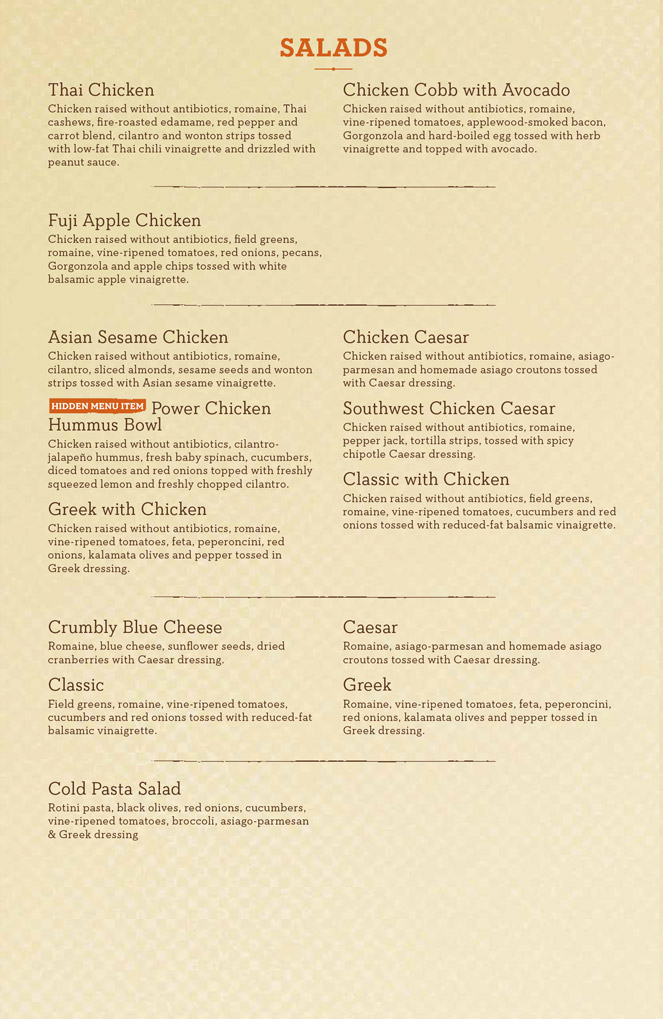 SALADS
Thai Chicken
Chicken raised without antibiotics, romaine, Thai
cashews, fire-roasted edamame, red pepper and
carrot blend, cilantro and wonton strips tossed
with low-fat Thai chili vinaigrette and drizzled with
peanut sauce.
Chicken Cobb with Avocado
Chicken raised without antibiotics, romaine,
vine-ripened tomatoes, applewood-smoked bacon,
Gorgonzola and hard-boiled egg tossed with herb
vinaigrette and topped with avocado.
Fuji Apple Chicken
Chicken raised without antibiotics, field greens,
romaine, vine-ripened tomatoes, red onions, pecans,
Gorgonzola and apple chips tossed with white
balsamic apple vinaigrette.
Asian Sesame Chicken
Chicken raised without antibiotics, romaine,
cilantro, sliced almonds, sesame seeds and wonton
strips tossed with Asian sesame vinaigrette.
HIDDEN MENU ITEM Power Chicken
Hummus Bowl
Chicken raised without antibiotics, cilantro-
jalapeño hummus, fresh baby spinach, cucumbers,
diced tomatoes and red onions topped with freshly
squeezed lemon and freshly chopped cilantro.
Greek with Chicken
Chicken raised without antibiotics, romaine,
vine-ripened tomatoes, feta, peperoncini, red
onions, kalamata olives and pepper tossed in
Greek dressing.
Chicken Caesar
Chicken raised without antibiotics, romaine, asiago-
parmesan and homemade asiago croutons tossed
with Caesar dressing.
Southwest Chicken Caesar
Chicken raised without antibiotics, romaine,
pepper jack, tortilla strips, tossed with spicy
chipotle Caesar dressing.
Classic with Chicken
Chicken raised without antibiotics, field greens,
romaine, vine-ripened tomatoes, cucumbers and red
onions tossed with reduced-fat balsamic vinaigrette.
Crumbly Blue Cheese
Romaine, blue cheese, sunflower seeds, dried
cranberries with Caesar dressing.
Classic
Field greens, romaine, vine-ripened tomatoes,
cucumbers and red onions tossed with reduced-fat
balsamic vinaigrette.
Caesar
Romaine, asiago-parmesan and homemade asiago
croutons tossed with Caesar dressing.
Greek
Romaine, vine-ripened tomatoes, feta, peperoncini,
red onions, kalamata olives and pepper tossed in
Greek dressing.
Cold Pasta Salad
Rotini pasta, black olives, red onions, cucumbers,
vine-ripened tomatoes, broccoli, asiago-parmesan
& Greek dressing